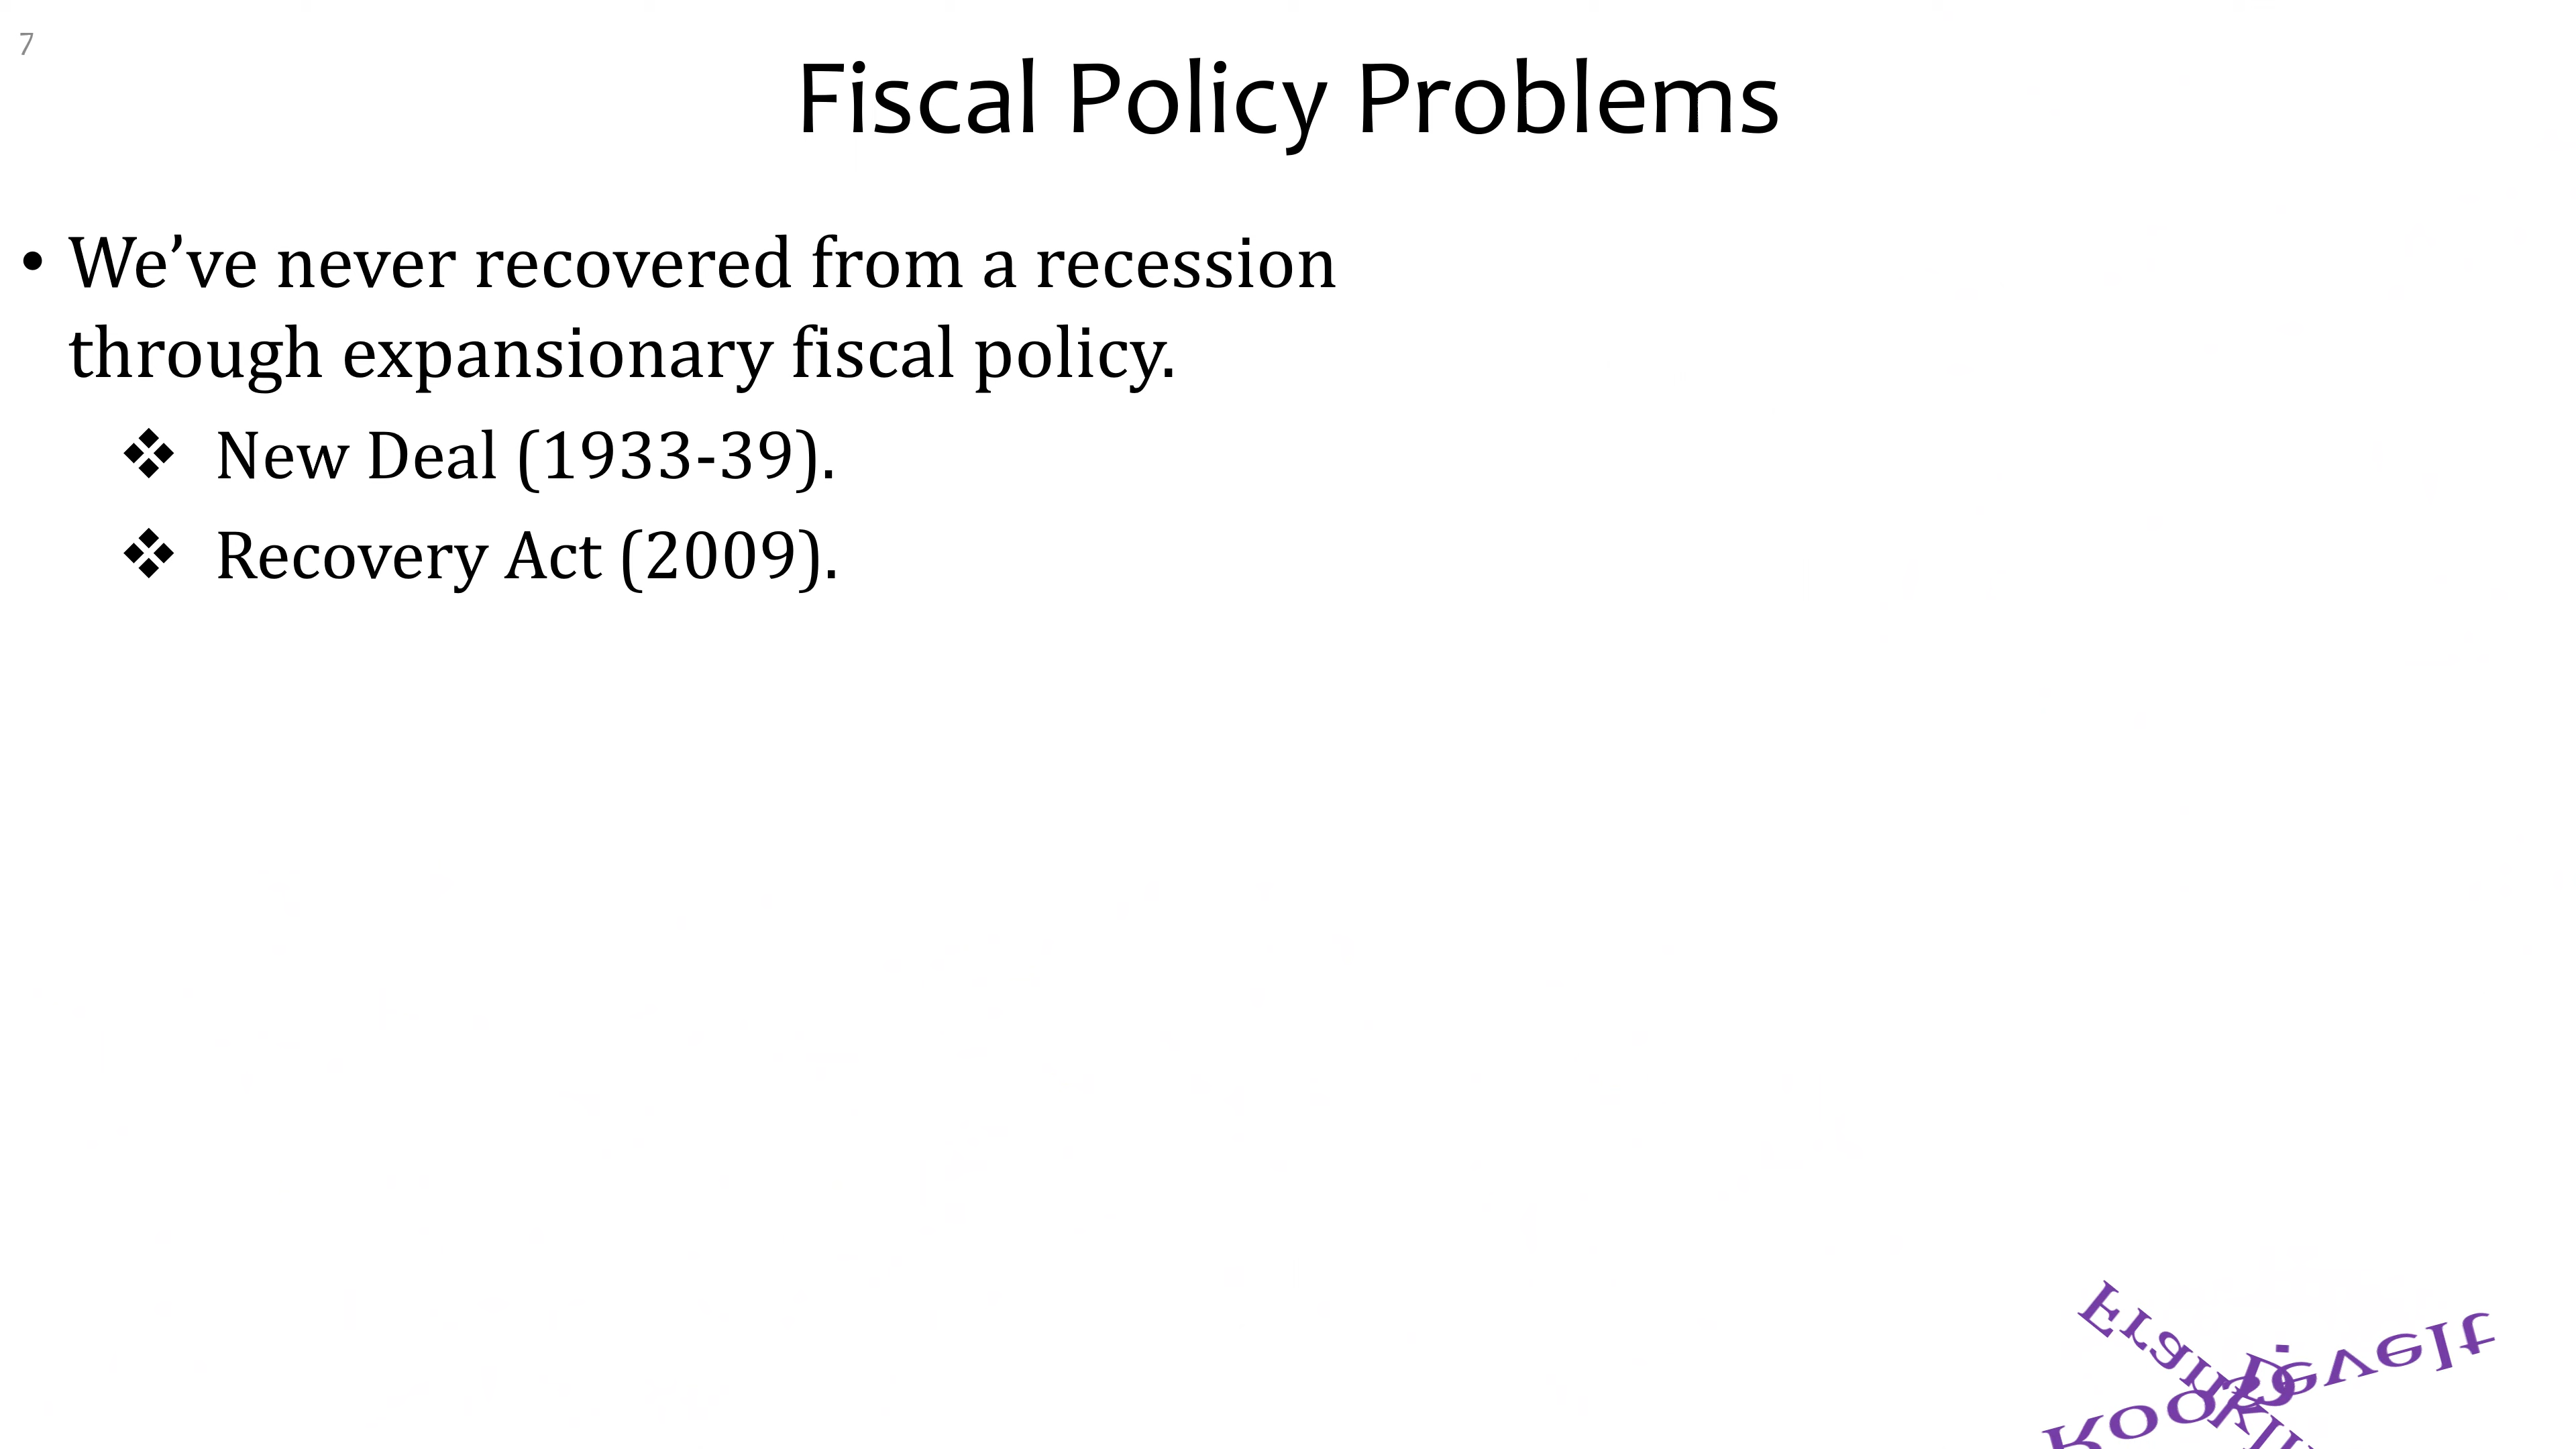 7
Fiscal Policy Problems
• We’ve never recovered from a recession
through expansionary fiscal policy.
❖ New Deal (1933-39).
❖ Recovery Act (2009).
Roosevelt